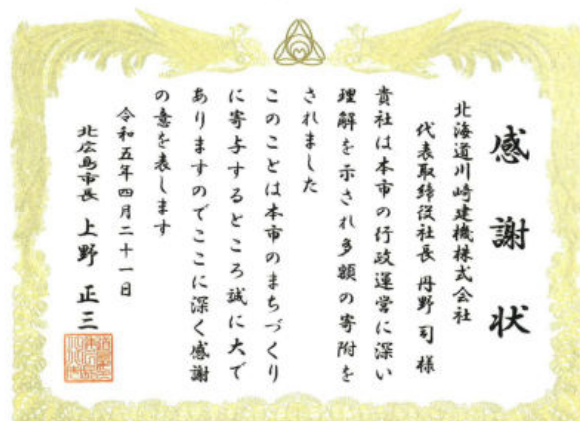 感謝状
北海道川崎建機株式会社
代表取締役社長 丹野司様
貴社は本市の行政運営に深い
理解を示され多額の寄附を
されました
このことは本市のまちづくり
に寄与するところ誠に大で
ありますのでここに深く感謝
の意を表します
令和五年四月二十一日
北広島市長 上野正三